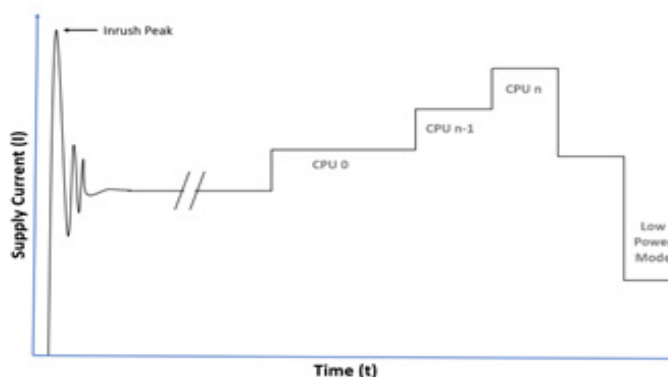 Inrush Peak
CPU n
CPU n-1
CPU 0
Low
Power
Mode
Supply Current (I)
Time (t)